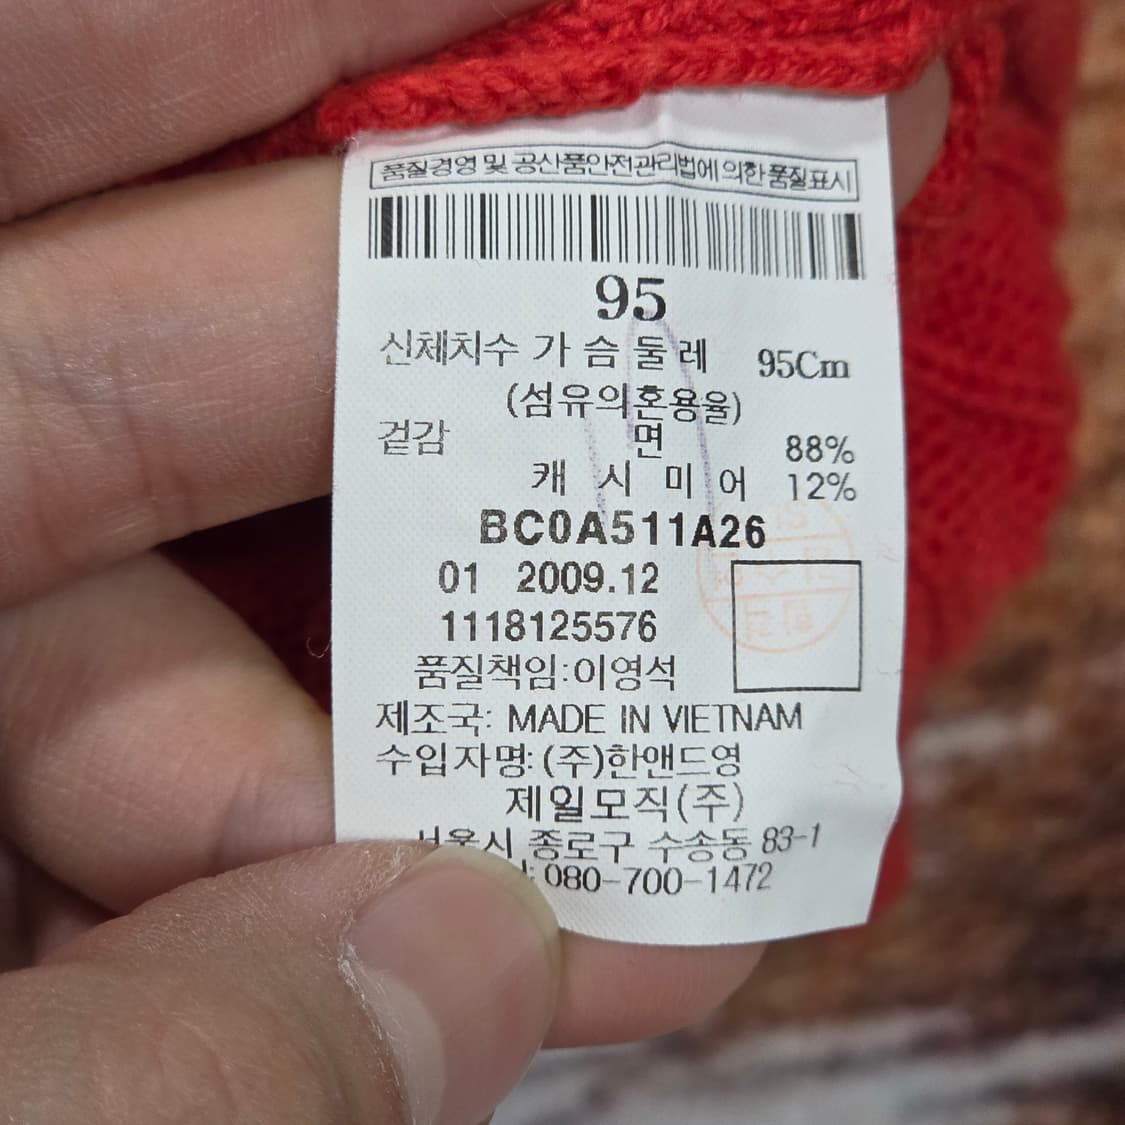 품질경영 및 공산품안전관리법에 의한 품질표시
95
신체치수 가슴둘레 95Cm
(섬유의혼용율)
겉감 면 88%
캐시미어 12%
BC0A511A26
01 2009.12
1118125576
품질책임:이영석
제조국: MADE IN VIETNAM
수입자명: (주)한앤드영
제일모직(주)
서울시 종로구 수송동 83-1
080-700-1472